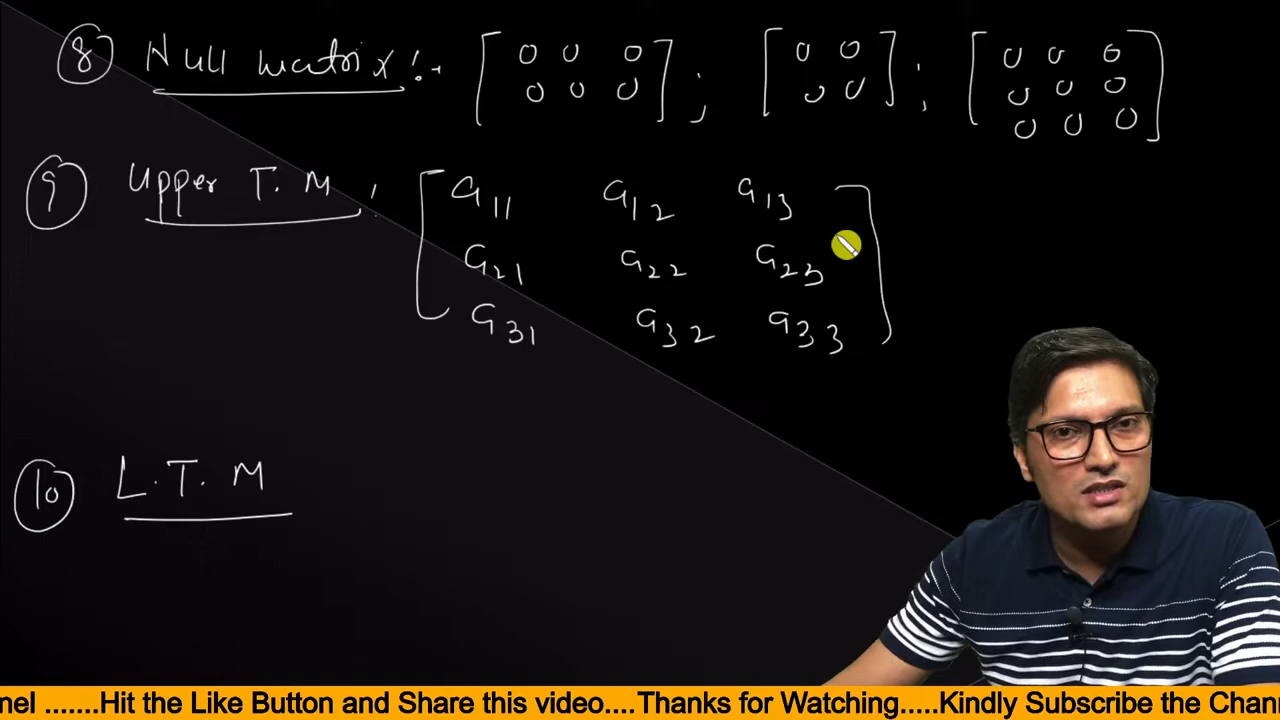 8 Null matrix :- [ 0 0 0 ; [ 0 0 ; [ 0 0 0
0 0 0 ] 0 0 ] 0 0 0
0 0 0 ]
9 Upper T. M : [ a11 a12 a13
a21 a22 a23
a31 a32 a33 ]
10 L. T. M
nel .......Hit the Like Button and Share this video....Thanks for Watching.....Kindly Subscribe the Chan